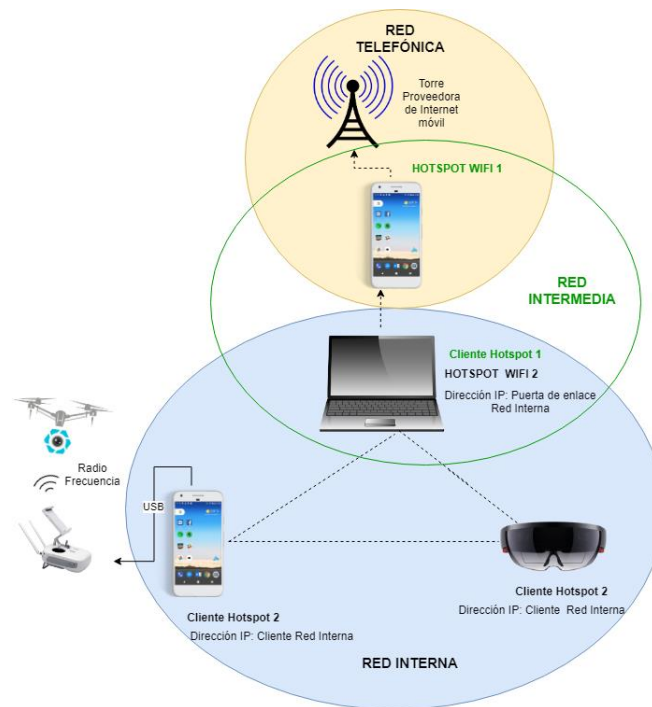 RED
TELEFÓNICA
Torre
Proveedora
de Internet
móvil
HOTSPOT WIFI 1
RED
INTERMEDIA
Cliente Hotspot 1
HOTSPOT WIFI 2
Dirección IP: Puerta de enlace
Red Interna
Radio
Frecuencia
USB
Cliente Hotspot 2
Dirección IP: Cliente Red Interna
Cliente Hotspot 2
Dirección IP: Cliente Red Interna
RED INTERNA